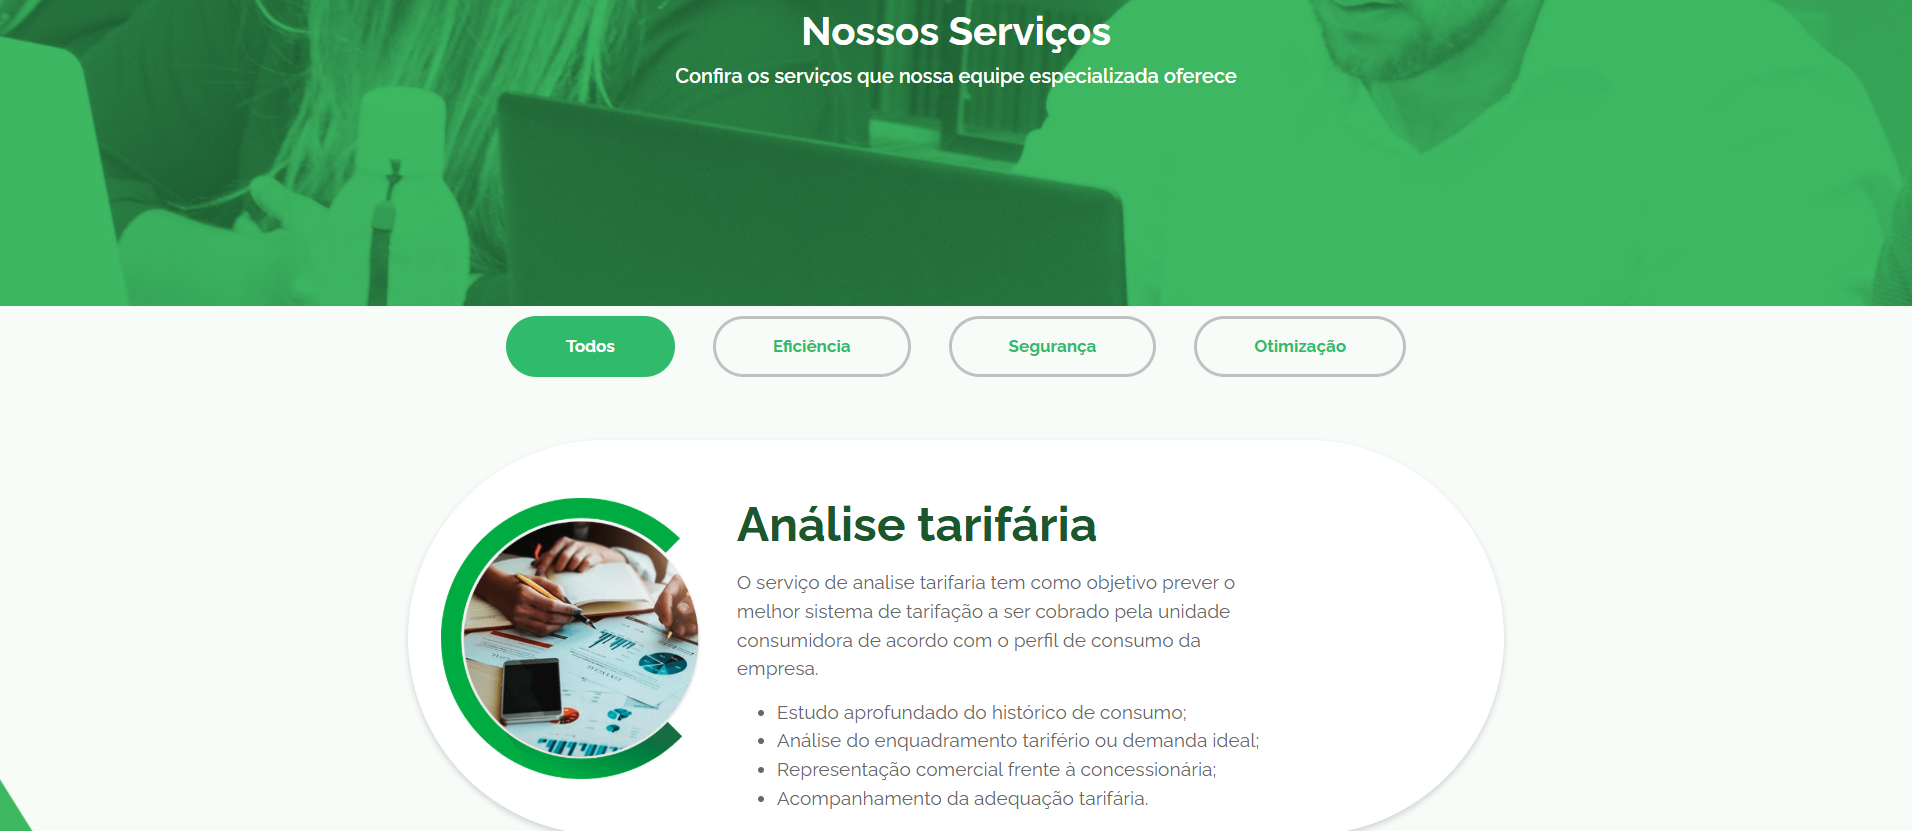 Nossos Serviços
Confira os serviços que nossa equipe especializada oferece
Todos
Eficiência
Segurança
Otimização
Análise tarifária
O serviço de analise tarifaria tem como objetivo prever o
melhor sistema de tarifação a ser cobrado pela unidade
consumidora de acordo com o perfil de consumo da
empresa.
Estudo aprofundado do histórico de consumo;
Análise do enquadramento tarifério ou demanda ideal;
Representação comercial frente à concessionária;
Acompanhamento da adequação tarifária.